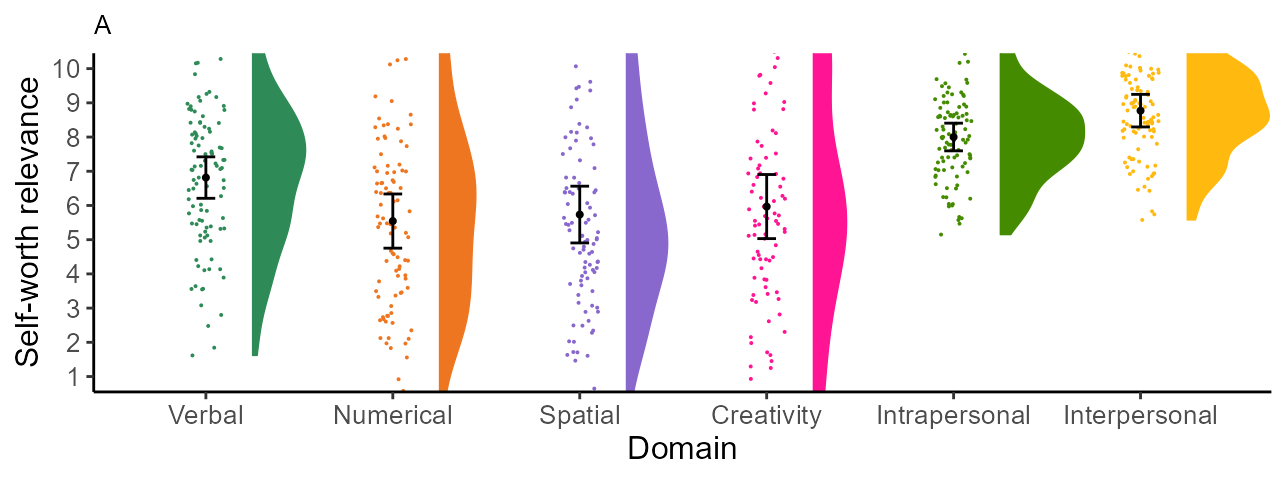 A
Self-worth relevance
10
9
8
7
6
5
4
3
2
1
Verbal Numerical Spatial Creativity Intrapersonal Interpersonal
Domain